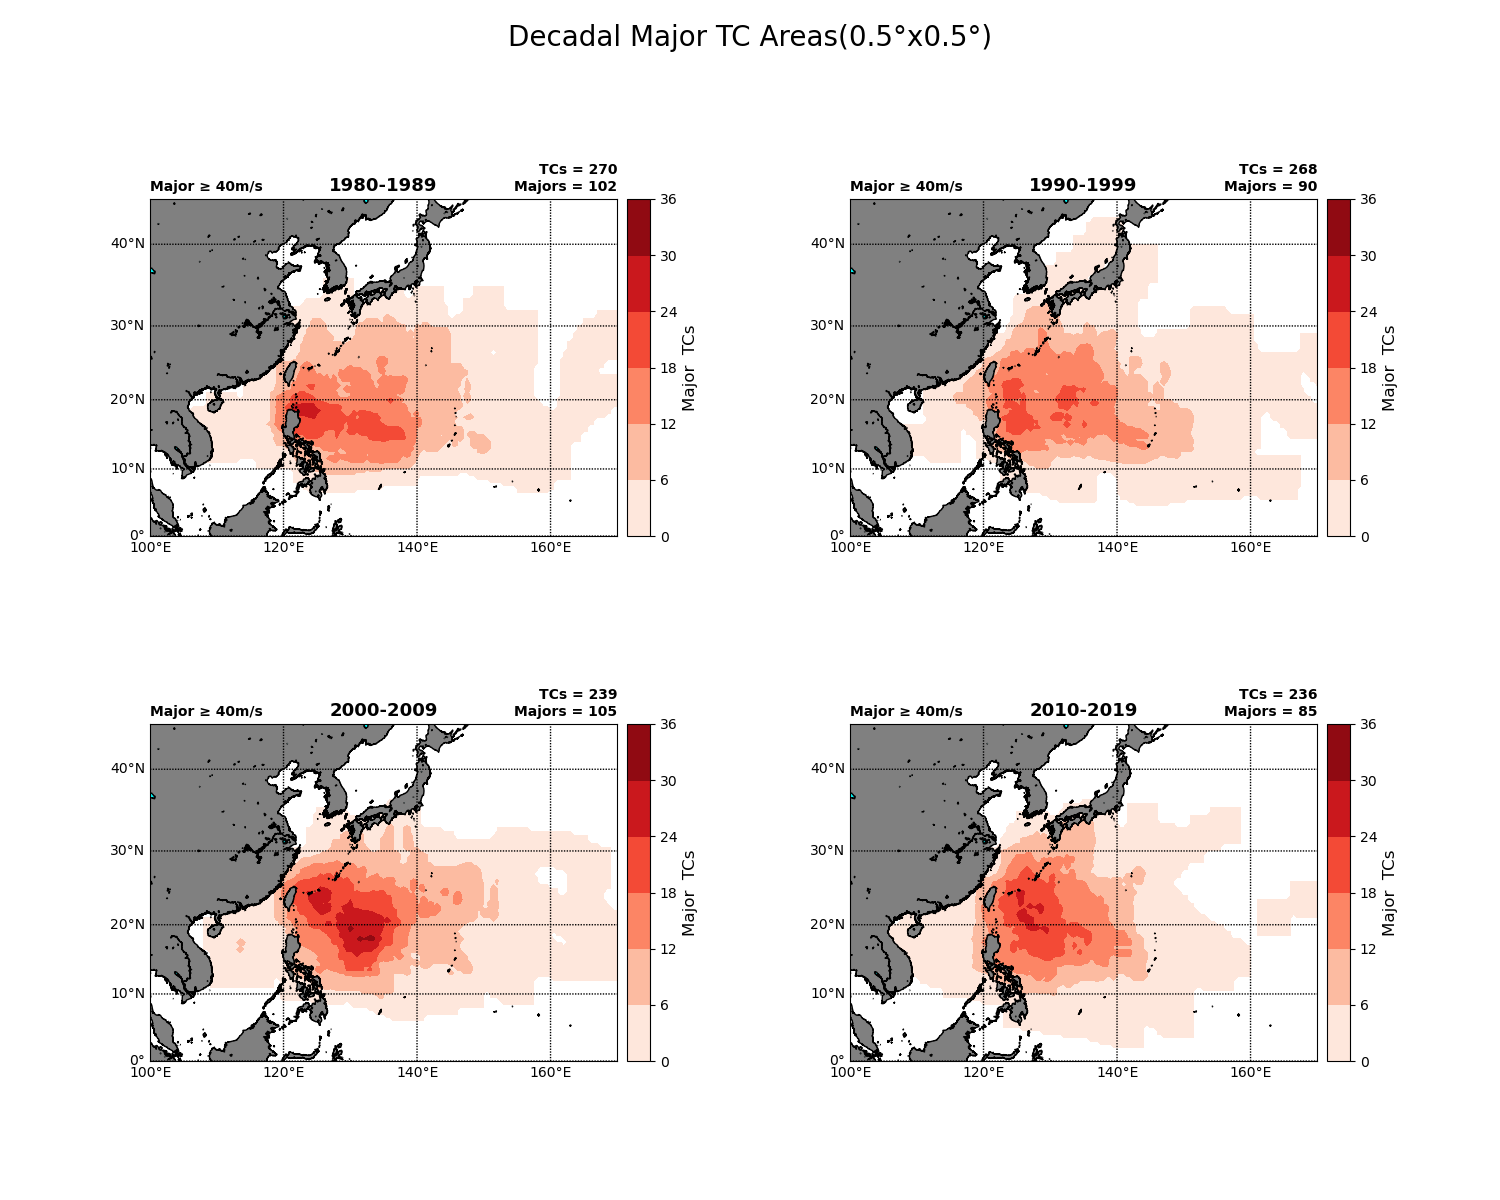 Decadal Major TC Areas(0.5°x0.5°)
Major ≥ 40m/s
1980-1989
TCs = 270
Majors = 102
40°N
30°N
20°N
10°N
0°
100°E
120°E
140°E
160°E
36
30
24
18
12
6
0
Major TCs
Major ≥ 40m/s
1990-1999
TCs = 268
Majors = 90
40°N
30°N
20°N
10°N
0°
100°E
120°E
140°E
160°E
36
30
24
18
12
6
0
Major TCs
Major ≥ 40m/s
2000-2009
TCs = 239
Majors = 105
40°N
30°N
20°N
10°N
0°
100°E
120°E
140°E
160°E
36
30
24
18
12
6
0
Major TCs
Major ≥ 40m/s
2010-2019
TCs = 236
Majors = 85
40°N
30°N
20°N
10°N
0°
100°E
120°E
140°E
160°E
36
30
24
18
12
6
0
Major TCs